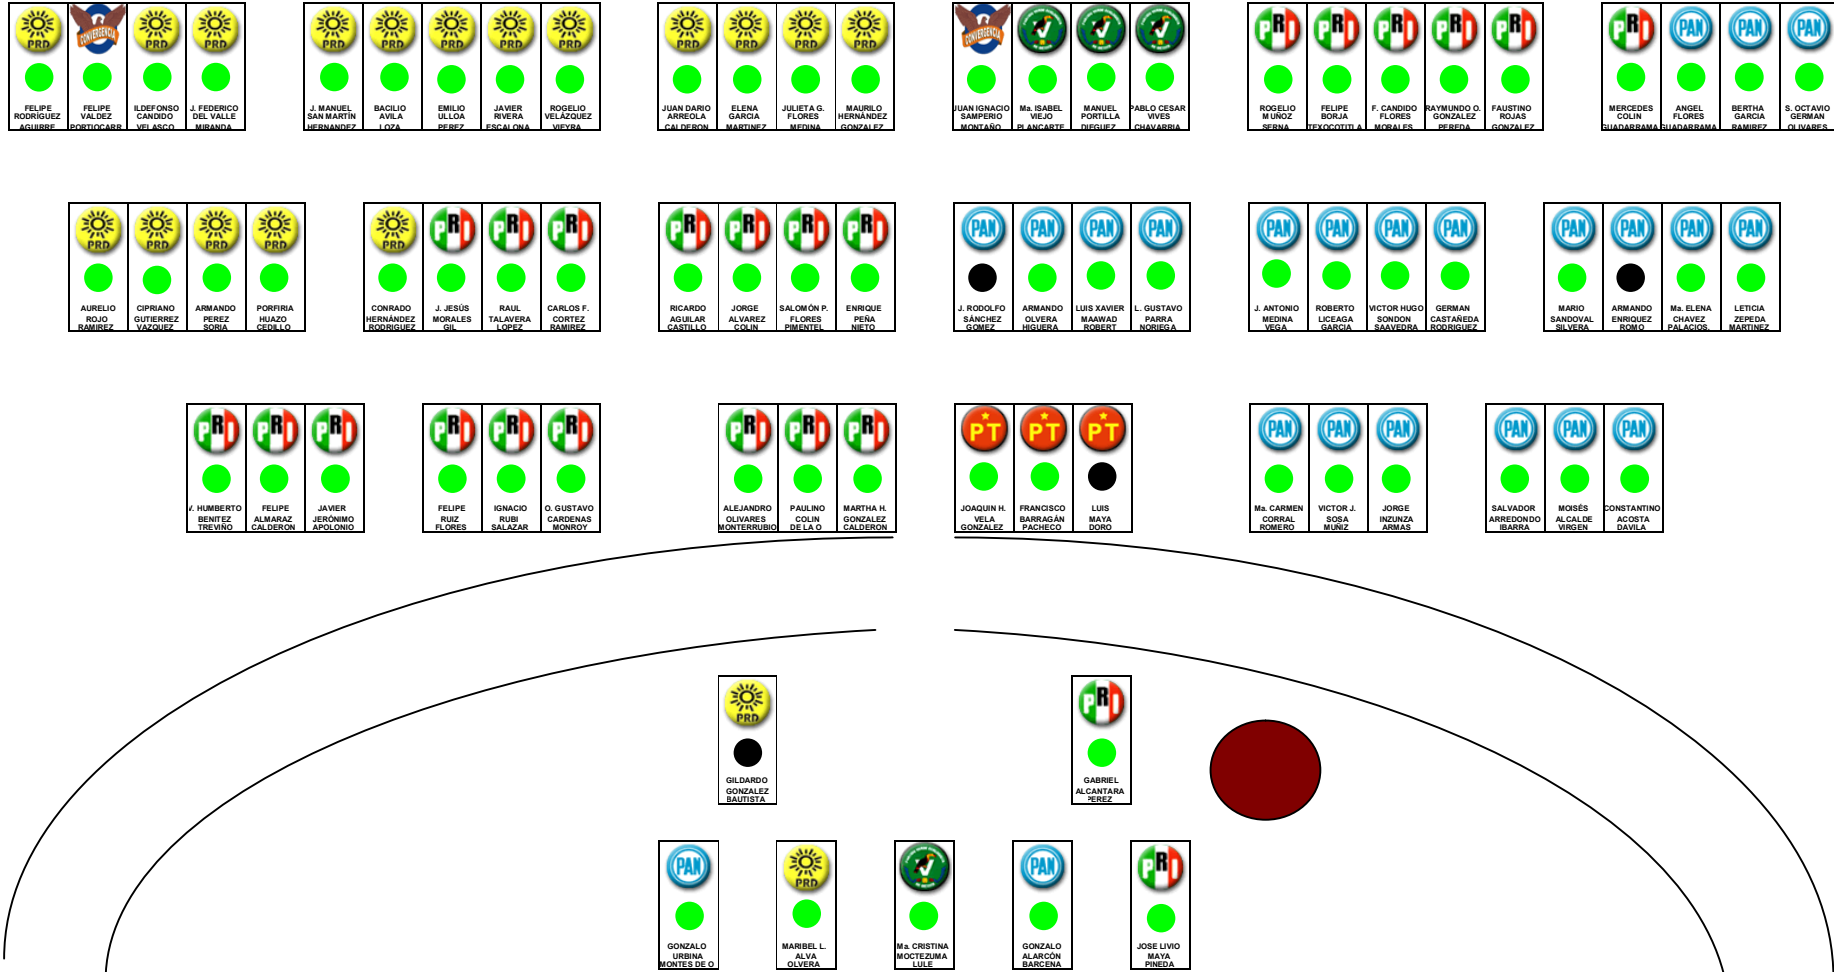 PRD CONVERGENCIA PRD PRD PRD PRD PRD PRD PRD PRD PRD PRD PRD CONVERGENCIA PRI PRI PRI PRI PRI PRI PAN PAN PAN
FELIPE RODRÍGUEZ AGUIRRE
FELIPE VALDEZ PORTIOCARR
ILDEFONSO CANDIDO VELASCO
J. FEDERICO DEL VALLE MIRANDA
J. MANUEL SAN MARTÍN HERNANDEZ
BACILIO AVILA LOZA
EMILIO ULLOA PEREZ
JAVIER RIVERA ESCALONA
ROGELIO VELÁZQUEZ VIEYRA
JUAN DARIO ARREOLA CALDERON
ELENA GARCIA MARTINEZ
JULIETA G. FLORES MEDINA
MAURILO HERNÁNDEZ GONZALEZ
JUAN IGNACIO SAMPERIO MONTAÑO
Ma. ISABEL VIEJO PLANCARTE
MANUEL PORTILLA DIEGUEZ
PABLO CESAR VIVES CHAVARRIA
ROGELIO MUÑOZ SERNA
FELIPE BORJA TEXOCOTITLA
F. CANDIDO FLORES MORALES
RAYMUNDO O. GONZALEZ PEREDA
FAUSTINO ROJAS GONZALEZ
MERCEDES COLIN GUADARRAMA
ANGEL FLORES GUADARRAMA
BERTHA GARCIA RAMIREZ
S. OCTAVIO GERMAN OLIVARES
PRD PRD PRD PRD PRD PRI PRI PRI PRI PRI PRI PRI PAN PAN PAN PAN PAN PAN PAN PAN PAN PAN PAN PAN
AURELIO ROJO RAMIREZ
CIPRIANO GUTIERREZ VAZQUEZ
ARMANDO PEREZ SORIA
PORFIRIA HUAZO CEDILLO
CONRADO HERNÁNDEZ RODRIGUEZ
J. JESÚS MORALES GIL
RAUL TALAVERA LOPEZ
CARLOS F. CORTEZ RAMIREZ
RICARDO AGUILAR CASTILLO
JORGE ALVAREZ COLIN
SALOMÓN P. FLORES PIMENTEL
ENRIQUE PEÑA NIETO
J. RODOLFO SÁNCHEZ GOMEZ
ARMANDO OLVERA HIGUERA
LUIS XAVIER MAAWAD ROBERT
L. GUSTAVO PARRA NORIEGA
J. ANTONIO MEDINA VEGA
ROBERTO LICEAGA GARCIA
VICTOR HUGO SONDON SAAVEDRA
GERMAN CASTAÑEDA RODRIGUEZ
MARIO SANDOVAL SILVERA
ARMANDO ENRIQUEZ ROMO
Ma. ELENA CHAVEZ PALACIOS.
LETICIA ZEPEDA MARTINEZ
PRI PRI PRI PRI PRI PRI PRI PRI PRI PT PT PT PAN PAN PAN PAN PAN PAN
V. HUMBERTO BENITEZ TREVIÑO
FELIPE ALMARAZ CALDERON
JAVIER JERÓNIMO APOLONIO
FELIPE RUIZ FLORES
IGNACIO RUBI SALAZAR
O. GUSTAVO CARDENAS MONROY
ALEJANDRO OLIVARES MONTERRUBIO
PAULINO COLIN DE LA O
MARTHA H. GONZALEZ CALDERON
JOAQUIN H. VELA GONZALEZ
FRANCISCO BARRAGÁN PACHECO
LUIS MAYA DORO
Ma. CARMEN CORRAL ROMERO
VICTOR J. SOSA MUÑIZ
JORGE INZUNZA ARMAS
SALVADOR ARREDONDO IBARRA
MOISÉS ALCALDE VIRGEN
CONSTANTINO ACOSTA DAVILA
PRD PRI
GILDARDO GONZALEZ BAUTISTA
GABRIEL ALCANTARA PEREZ
PAN PRD PAN PRI
GONZALO URBINA MONTES DE O
MARIBEL L. ALVA OLVERA
Ma. CRISTINA MOCTEZUMA LULE
GONZALO ALARCÓN BARCENA
JOSE LIVIO MAYA PINEDA